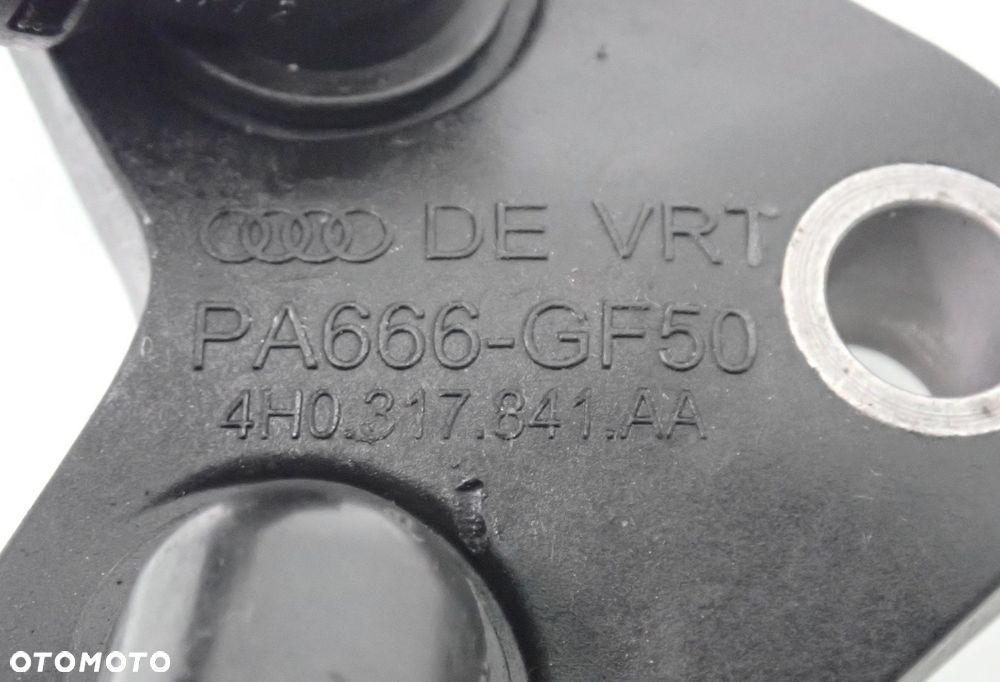 DE VRT
PA666-GF50
4H0.317.841.AA
OTOMOTO